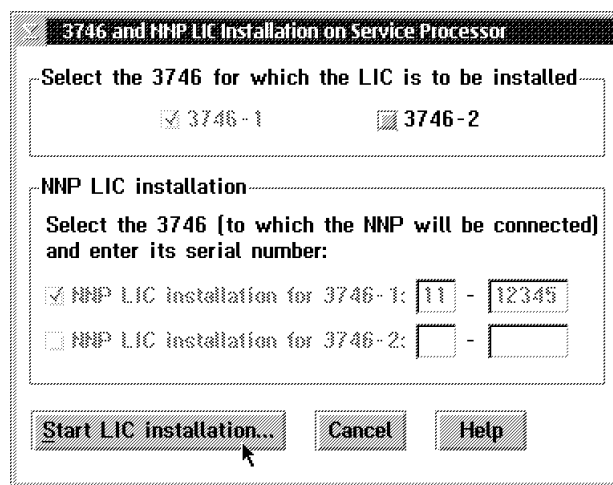 3746 and NNP LIC Installation on Service Processor
Select the 3746 for which the LIC is to be installed
3746-1
3746-2
NNP LIC installation
Select the 3746 (to which the NNP will be connected)
and enter its serial number:
NNP LIC installation for 3746-1: 11 - 12345
NNP LIC installation for 3746-2: -
Start LIC installation...
Cancel
Help